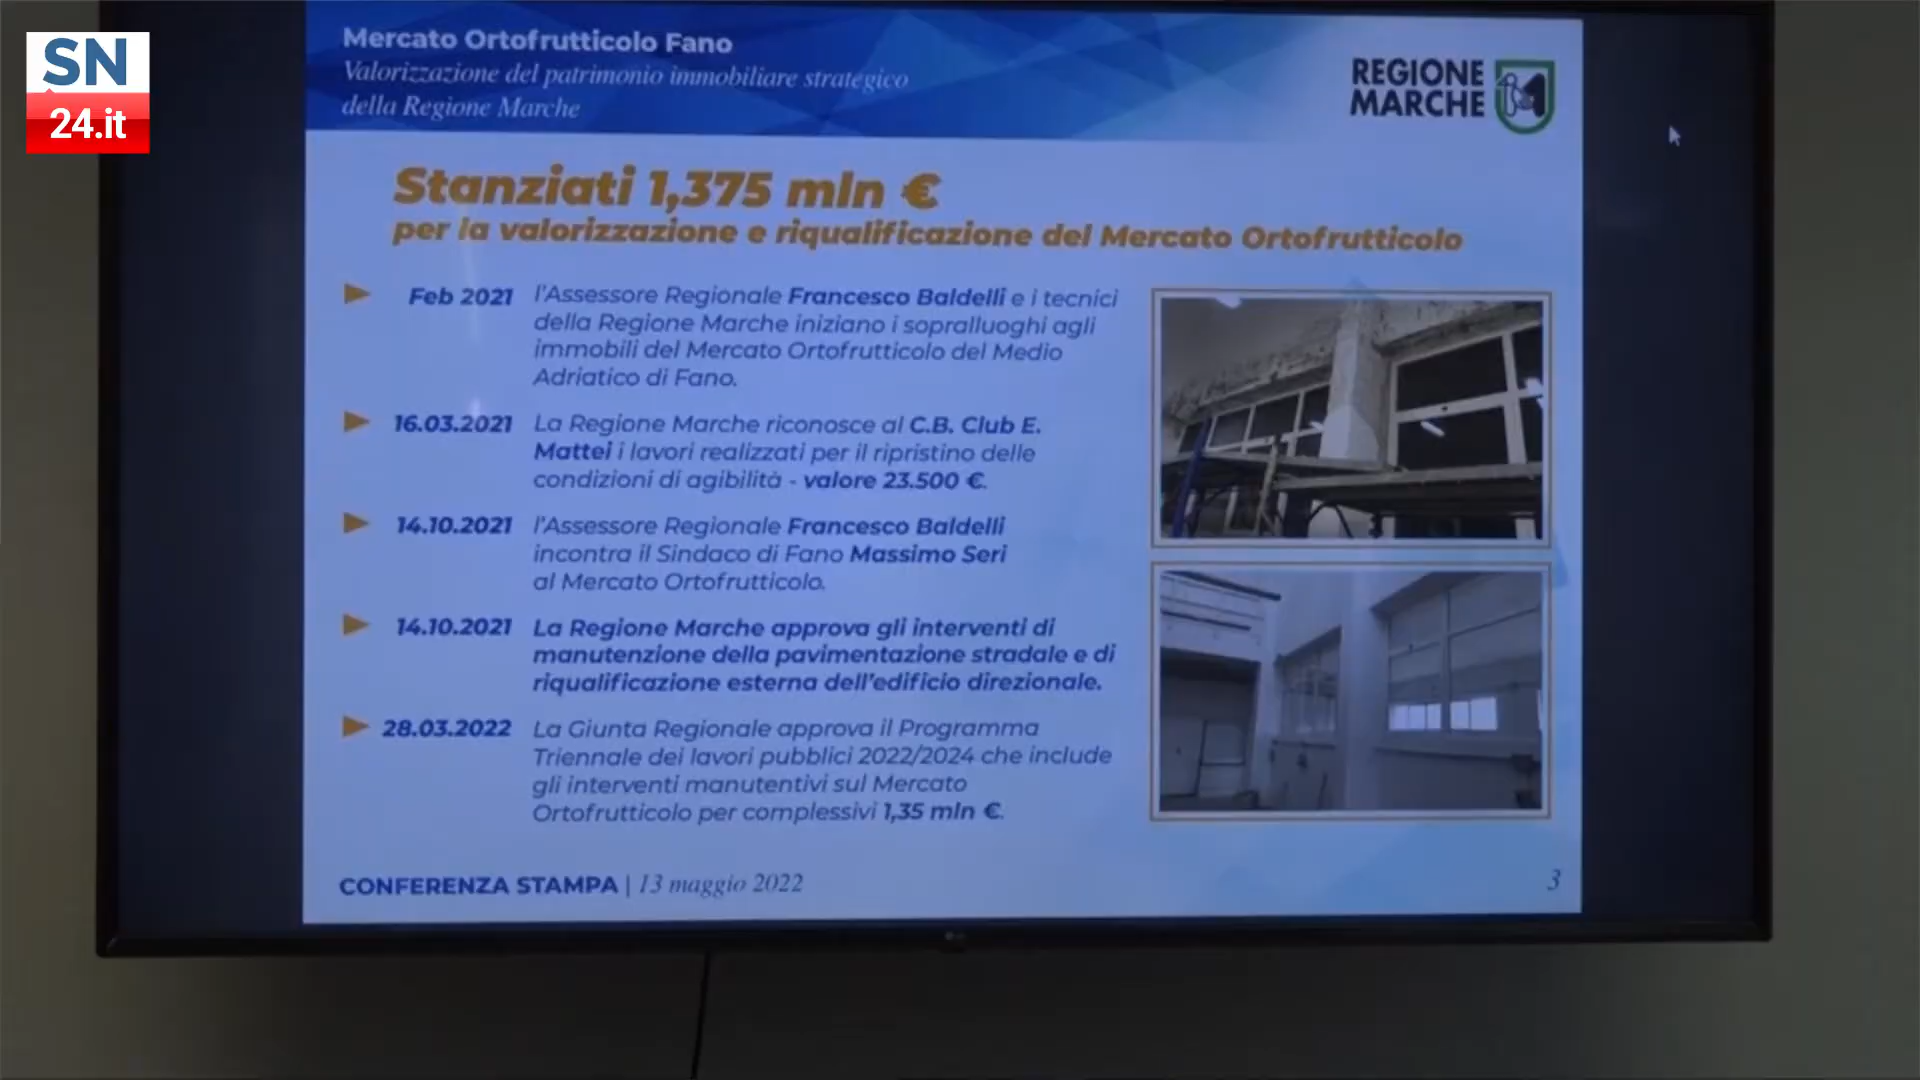 SN
24.it
Mercato Ortofrutticolo Fano
Valorizzazione del patrimonio immobiliare strategico
della Regione Marche
REGIONE
MARCHE
Stanziati 1,375 mln €
per la valorizzazione e riqualificazione del Mercato Ortofrutticolo
Feb 2021 l'Assessore Regionale Francesco Baldelli e i tecnici
della Regione Marche iniziano i sopralluoghi agli
immobili del Mercato Ortofrutticolo del Medio
Adriatico di Fano.
16.03.2021 La Regione Marche riconosce al C.B. Club E.
Mattei i lavori realizzati per il ripristino delle
condizioni di agibilità - valore 23.500 €.
14.10.2021 l'Assessore Regionale Francesco Baldelli
incontra il Sindaco di Fano Massimo Seri
al Mercato Ortofrutticolo.
14.10.2021 La Regione Marche approva gli interventi di
manutenzione della pavimentazione stradale e di
riqualificazione esterna dell'edificio direzionale.
28.03.2022 La Giunta Regionale approva il Programma
Triennale dei lavori pubblici 2022/2024 che include
gli interventi manutentivi sul Mercato
Ortofrutticolo per complessivi 1,35 mln €.
CONFERENZA STAMPA | 13 maggio 2022
3